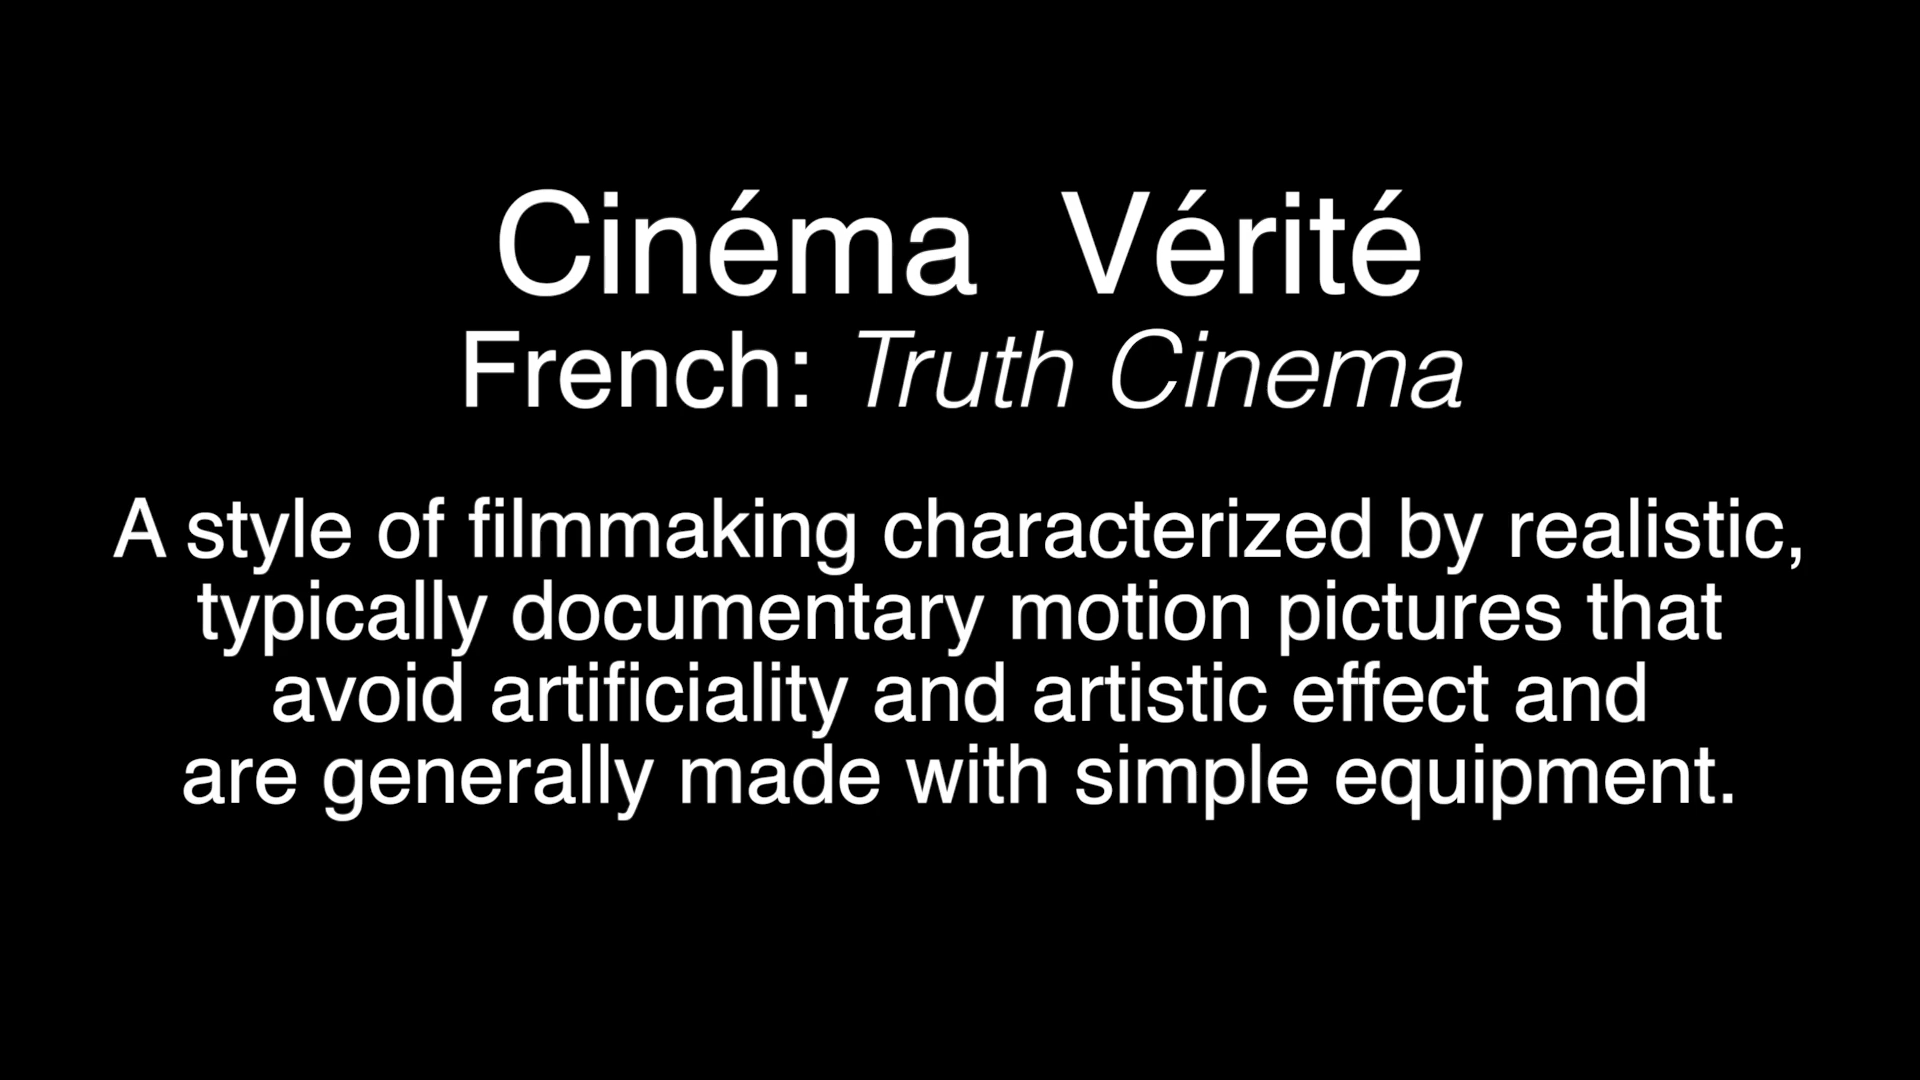 Cinéma Vérité
French: Truth Cinema
A style of filmmaking characterized by realistic,
typically documentary motion pictures that
avoid artificiality and artistic effect and
are generally made with simple equipment.